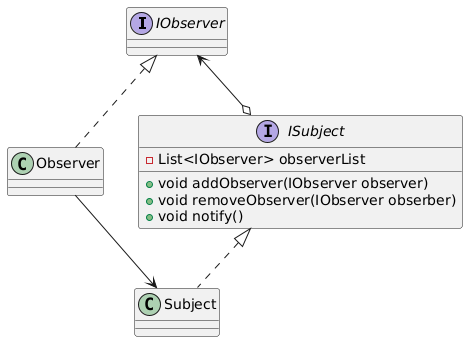 I IObserver
C Observer
I ISubject
List<IObserver> observerList
void addObserver(IObserver observer)
void removeObserver(IObserver obserber)
void notify()
C Subject